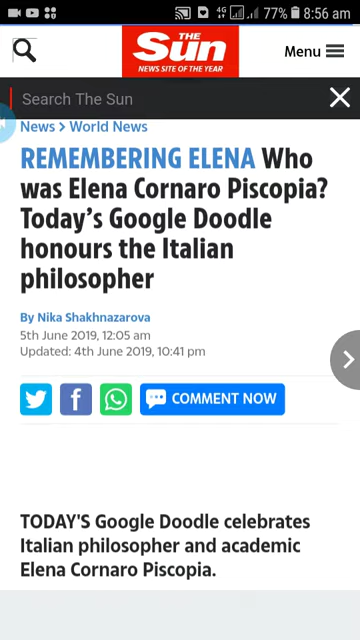 4G 77% 8:56 am
THE
Sun
NEWS SITE OF THE YEAR
Menu
Search The Sun
News > World News
REMEMBERING ELENA Who
was Elena Cornaro Piscopia?
Today's Google Doodle
honours the Italian
philosopher
By Nika Shakhnazarova
5th June 2019, 12:05 am
Updated: 4th June 2019, 10:41 pm
COMMENT NOW
TODAY'S Google Doodle celebrates
Italian philosopher and academic
Elena Cornaro Piscopia.